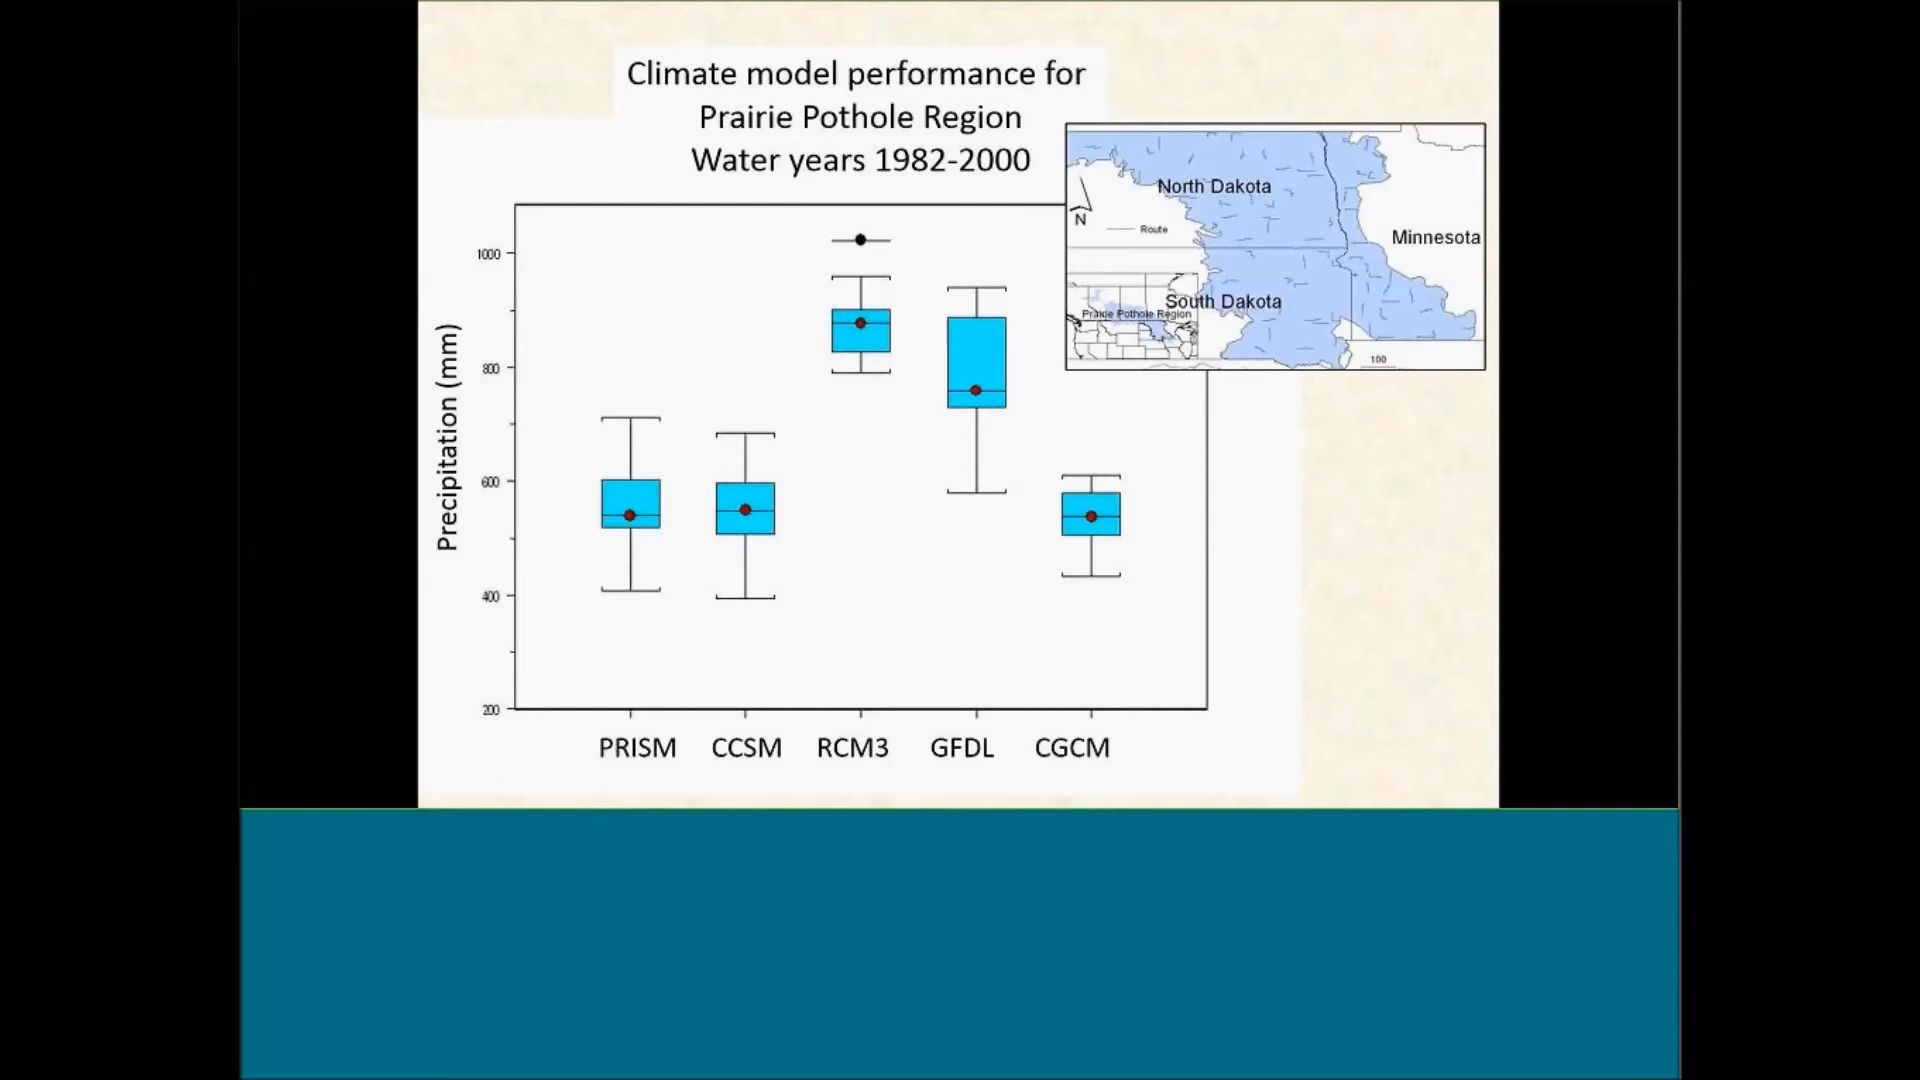 Climate model performance for
Prairie Pothole Region
Water years 1982-2000
North Dakota
N
Route
Minnesota
South Dakota
Prairie Pothole Region
100
Precipitation (mm)
1000
800
600
400
200
PRISM CCSM RCM3 GFDL CGCM